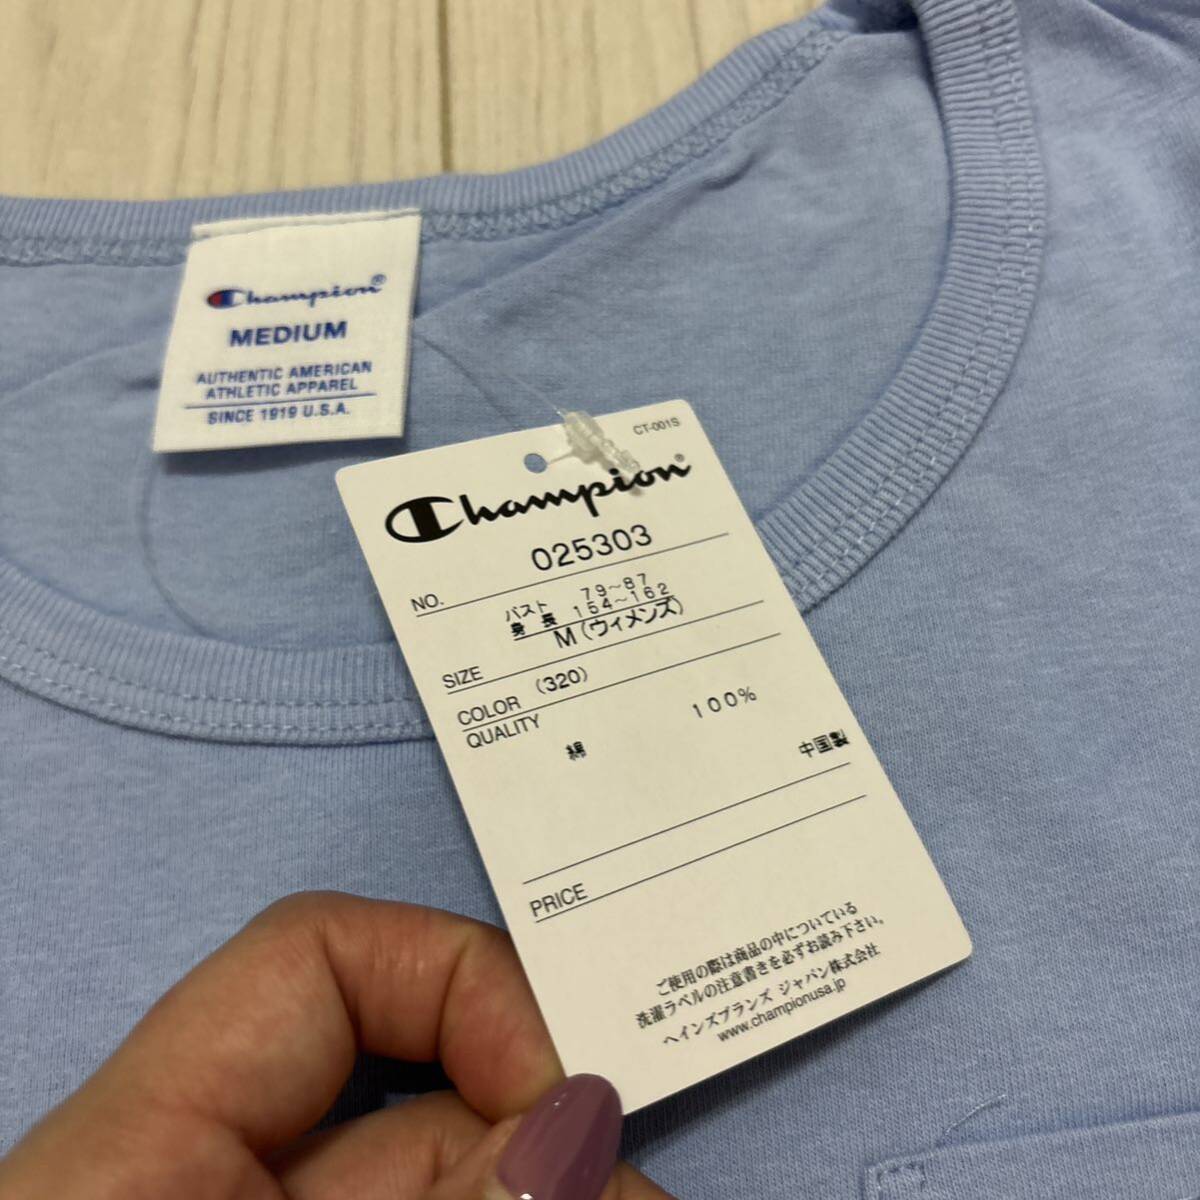 Champion®
MEDIUM
AUTHENTIC AMERICAN
ATHLETIC APPAREL
SINCE 1919 U.S.A.
CT-001S
Champion®
NO. 025303
バスト 79~87
身長 154~162
SIZE M(ウィメンズ)
COLOR (320)
QUALITY
綿 100%
中国製
PRICE
ご使用の際は商品の中についている
洗濯ラベルの注意書きを必ずお読み下さい。
ヘインズブランズ ジャパン株式会社
www.championusa.jp